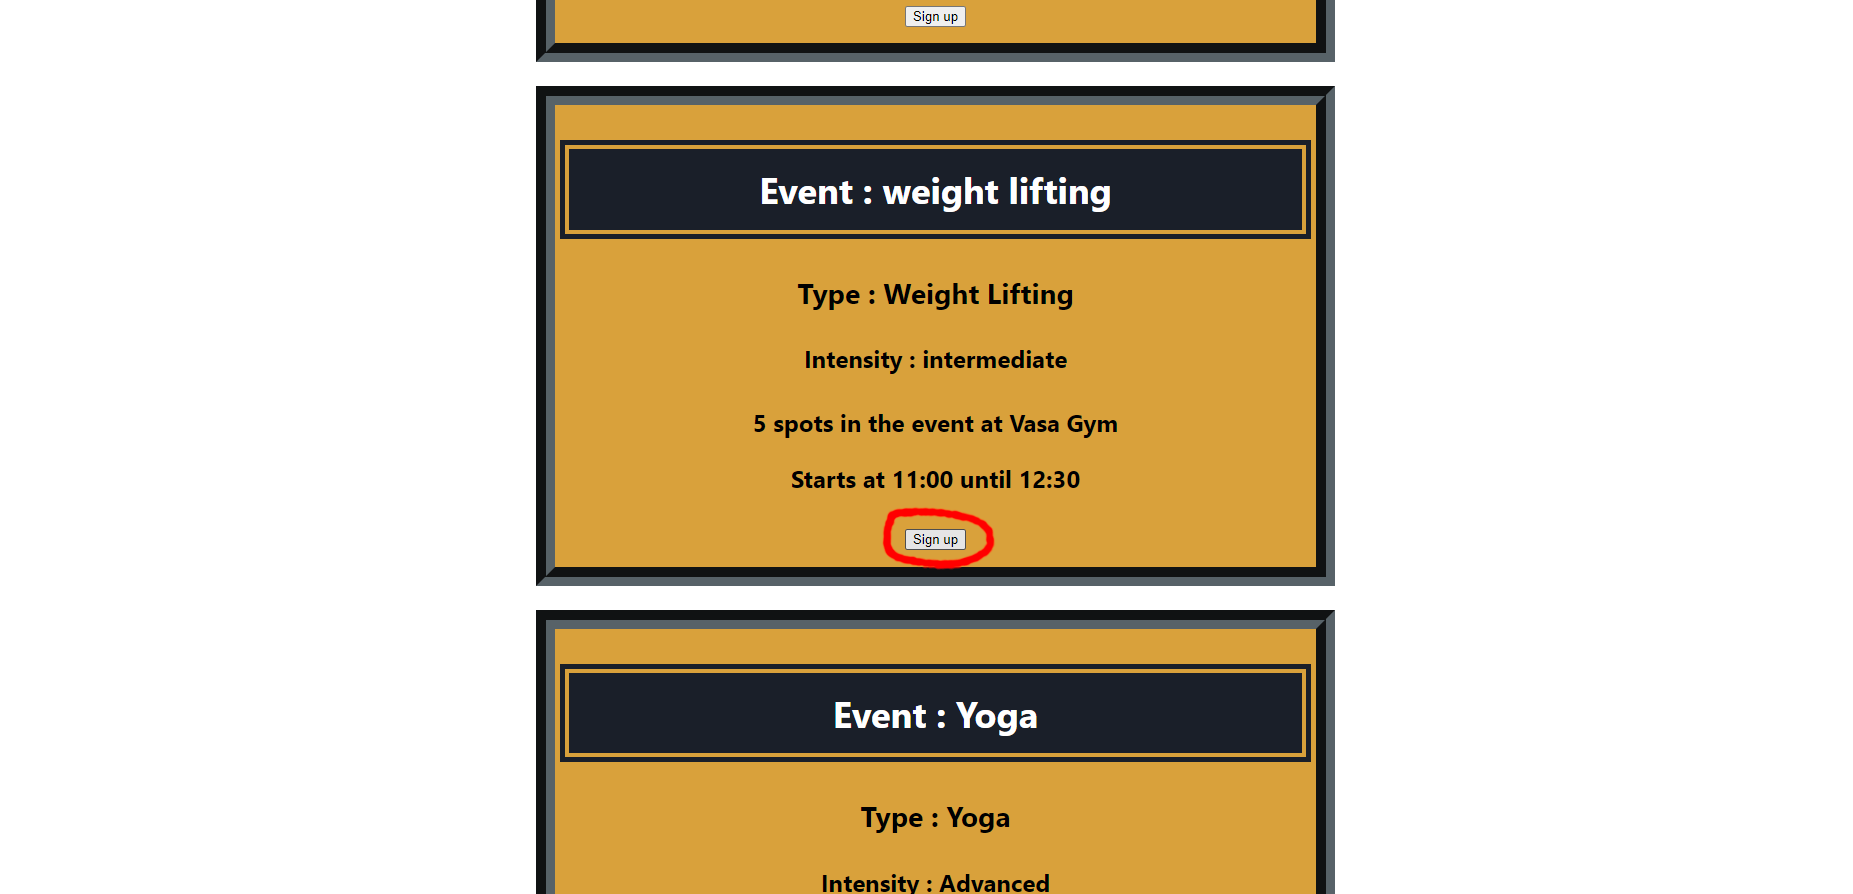 Sign up
Event : weight lifting
Type : Weight Lifting
Intensity : intermediate
5 spots in the event at Vasa Gym
Starts at 11:00 until 12:30
Sign up
Event : Yoga
Type : Yoga
Intensity : Advanced